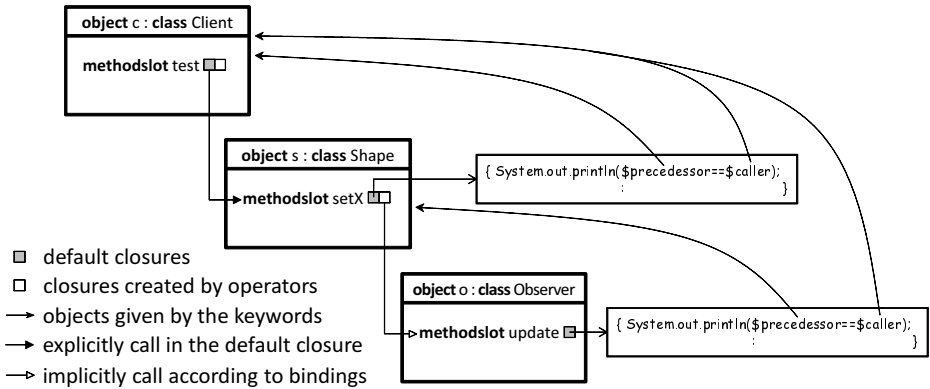 object c : class Client
methodslot test
object s : class Shape
methodslot setX
{ System.out.println($precedessor==$caller);
:
}
object o : class Observer
methodslot update
{ System.out.println($precedessor==$caller);
:
}
default closures
closures created by operators
objects given by the keywords
explicitly call in the default closure
implicitly call according to bindings